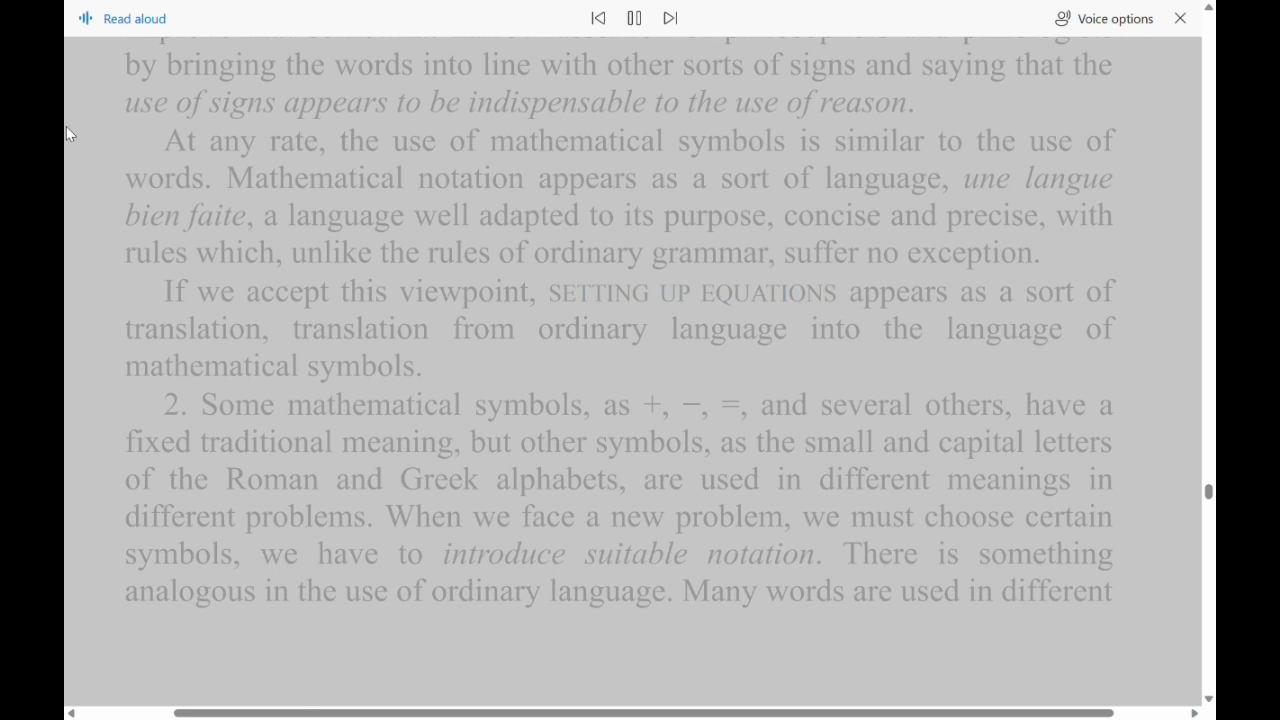 Read aloud
Voice options
by bringing the words into line with other sorts of signs and saying that the
use of signs appears to be indispensable to the use of reason.
At any rate, the use of mathematical symbols is similar to the use of
words. Mathematical notation appears as a sort of language, une langue
bien faite, a language well adapted to its purpose, concise and precise, with
rules which, unlike the rules of ordinary grammar, suffer no exception.
If we accept this viewpoint, SETTING UP EQUATIONS appears as a sort of
translation, translation from ordinary language into the language of
mathematical symbols.
2. Some mathematical symbols, as +, −, =, and several others, have a
fixed traditional meaning, but other symbols, as the small and capital letters
of the Roman and Greek alphabets, are used in different meanings in
different problems. When we face a new problem, we must choose certain
symbols, we have to introduce suitable notation. There is something
analogous in the use of ordinary language. Many words are used in different